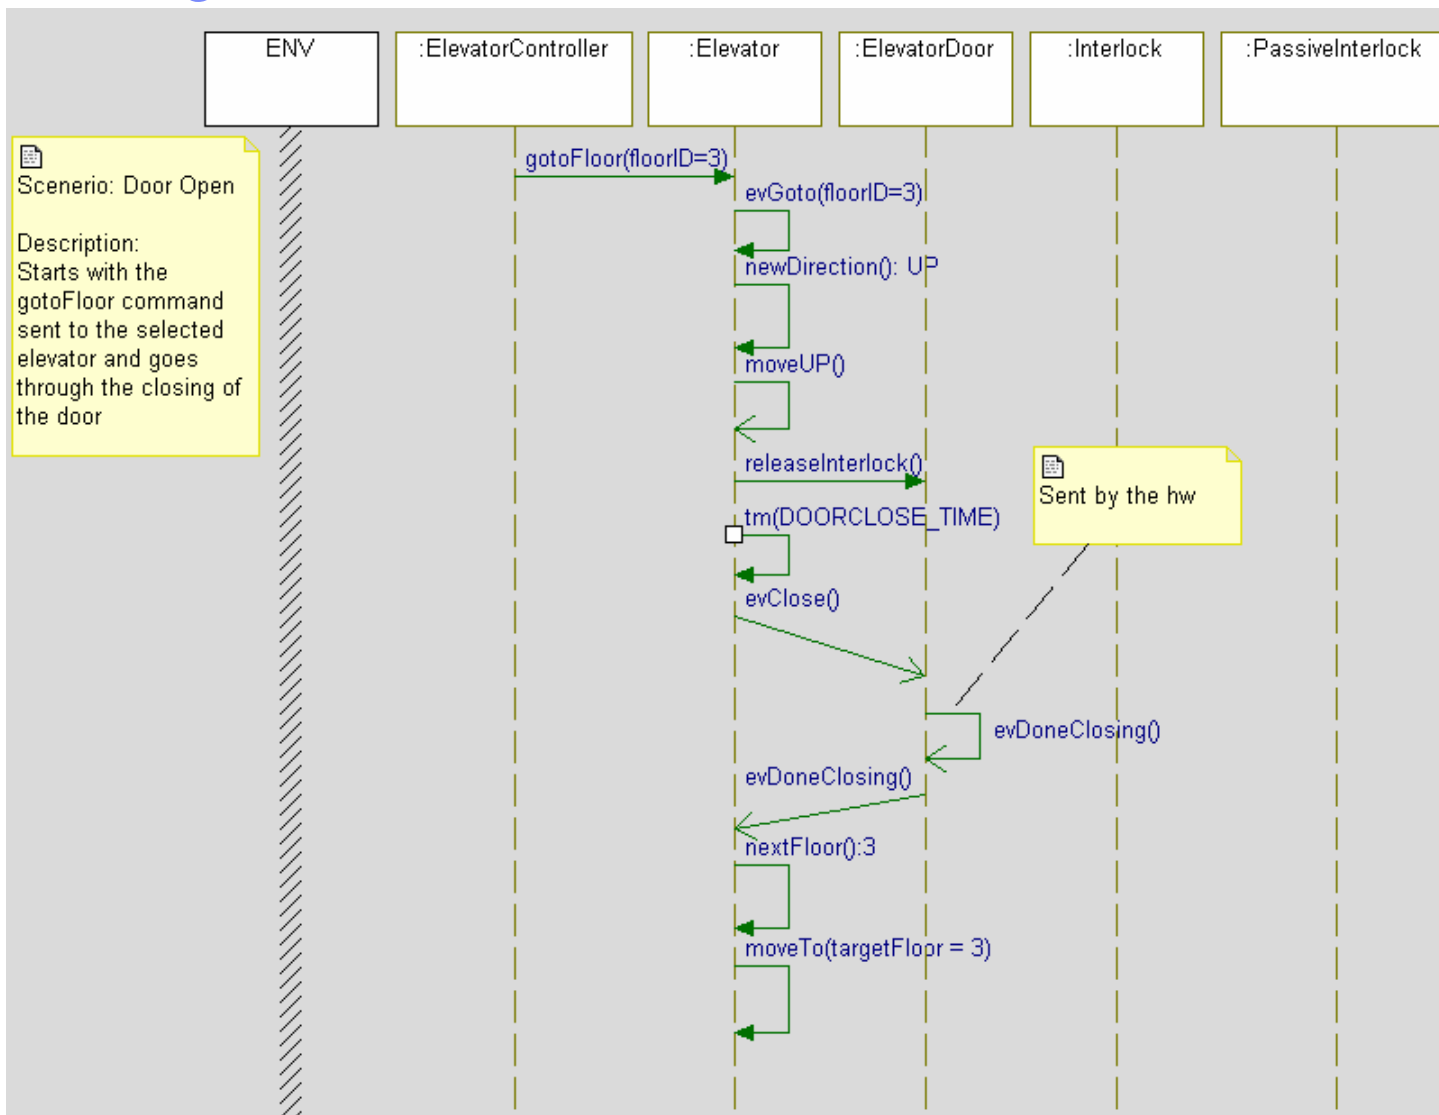 ENV
:ElevatorController
:Elevator
:ElevatorDoor
:Interlock
:PassiveInterlock
Scenerio: Door Open
Description:
Starts with the
gotoFloor command
sent to the selected
elevator and goes
through the closing of
the door
gotoFloor(floorID=3)
evGoto(floorID=3)
newDirection(): UP
moveUP()
releaseInterlock()
Sent by the hw
tm(DOORCLOSE_TIME)
evClose()
evDoneClosing()
evDoneClosing()
nextFloor():3
moveTo(targetFloor = 3)